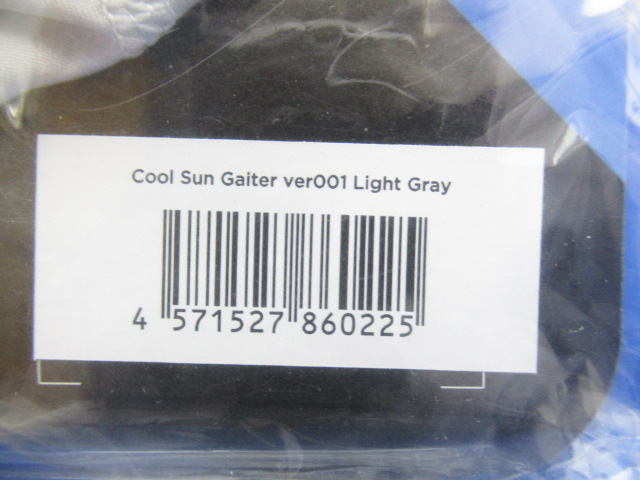 Cool Sun Gaiter ver001 Light Gray
4 571527 860225